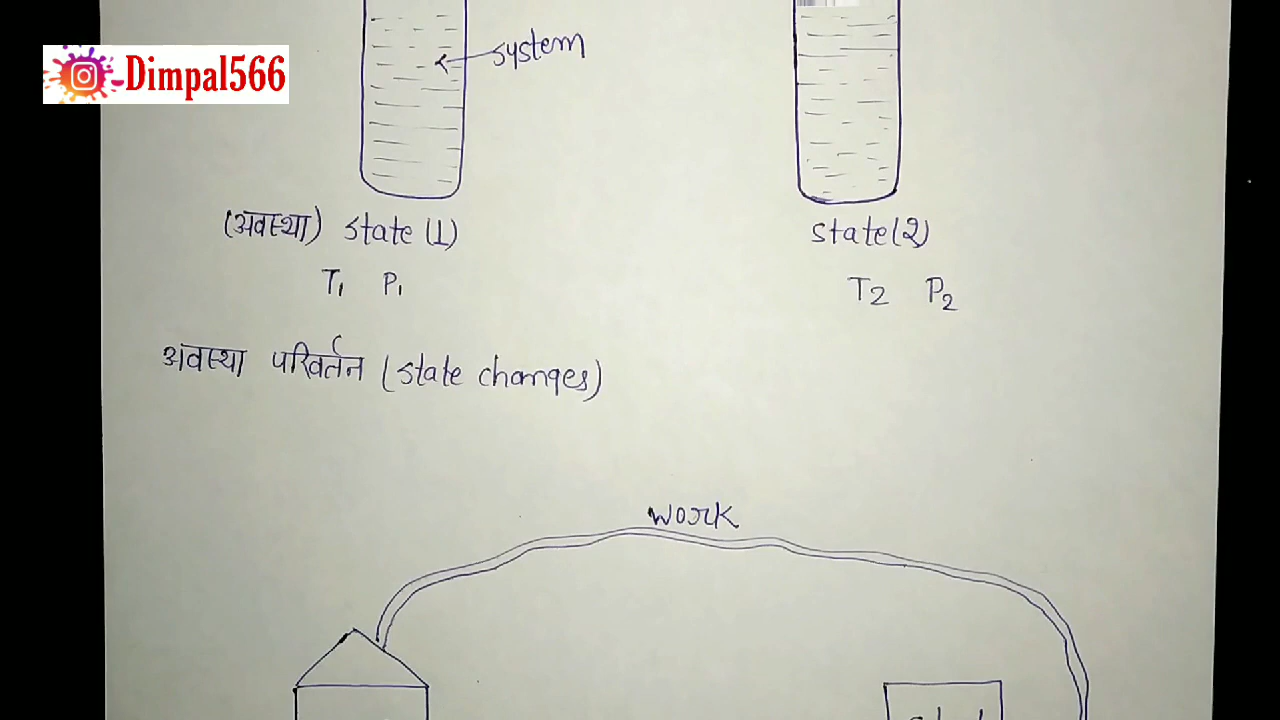 Dimpal566
system
(अवस्था) state (1)
state (2)
T1 P1
T2 P2
अवस्था परिवर्तन (state changes)
work